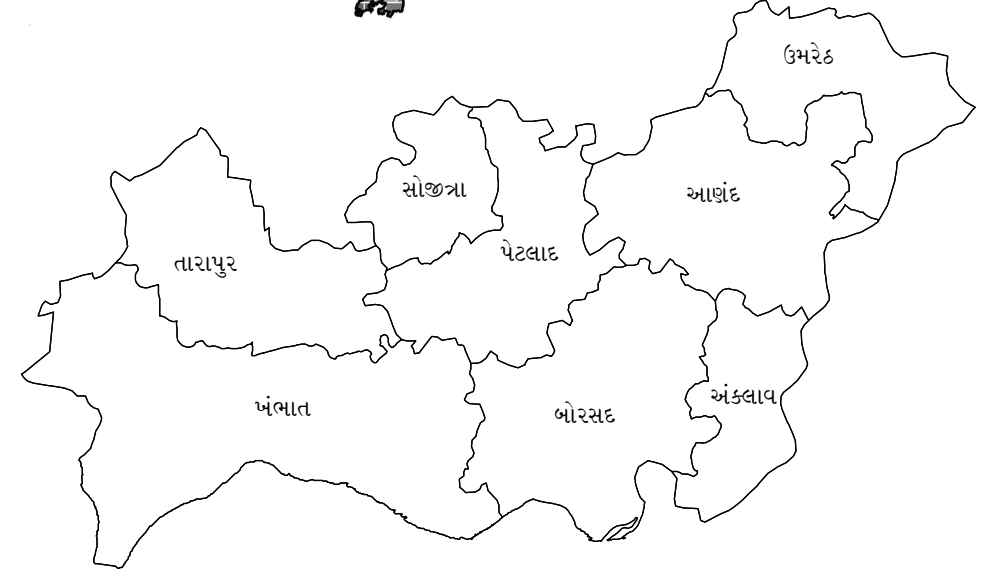 ઉમરેઠ
સોજીત્રા
આણંદ
પેટલાદ
તારાપુર
અંકલાવ
ખંભાત
બોરસદ